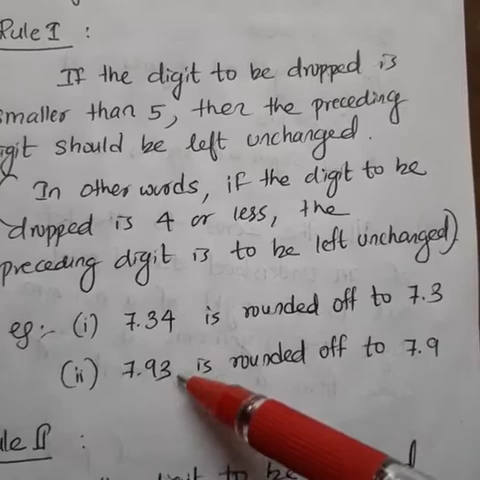 Rule I :
If the digit to be dropped is
smaller than 5, then the preceding
digit should be left unchanged.
In other words, if the digit to be
dropped is 4 or less, the
preceding digit is to be left unchanged)
eg:- (i) 7.34 is rounded off to 7.3
(ii) 7.93 is rounded off to 7.9
Rule II :
digit to be